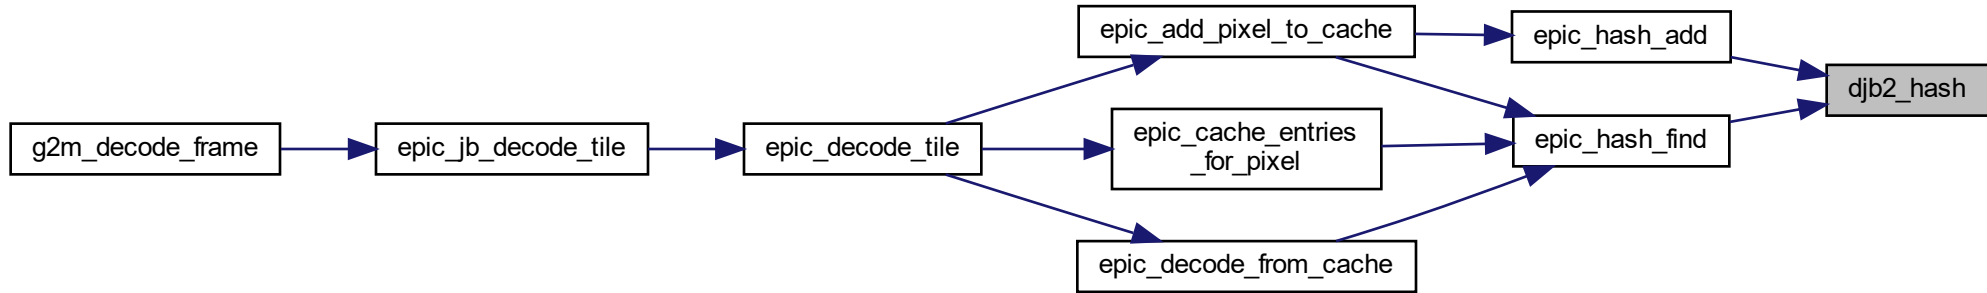 epic_add_pixel_to_cache
epic_hash_add
djb2_hash
g2m_decode_frame
epic_jb_decode_tile
epic_decode_tile
epic_cache_entries
_for_pixel
epic_hash_find
epic_decode_from_cache